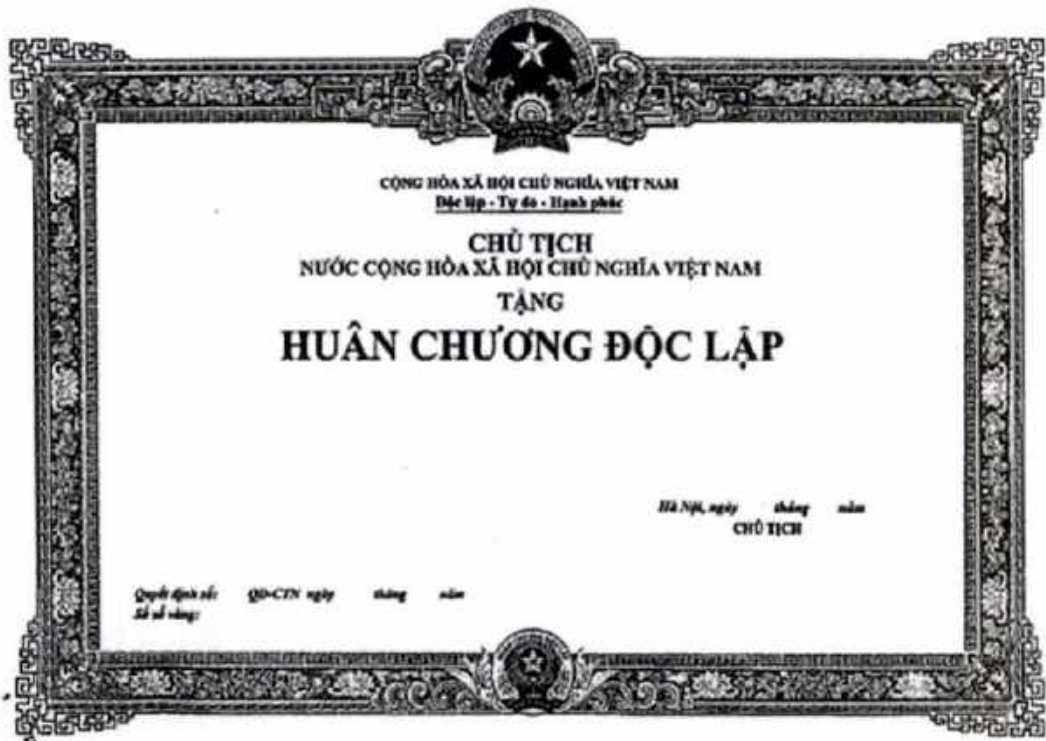 CỘNG HÒA XÃ HỘI CHỦ NGHĨA VIỆT NAM
Độc lập - Tự do - Hạnh phúc
CHỦ TỊCH
NƯỚC CỘNG HÒA XÃ HỘI CHỦ NGHĨA VIỆT NAM
TẶNG
HUÂN CHƯƠNG ĐỘC LẬP
Hà Nội, ngày tháng năm
CHỦ TỊCH
Quyết định số: QĐ-CTN ngày tháng năm
Số sổ vàng: